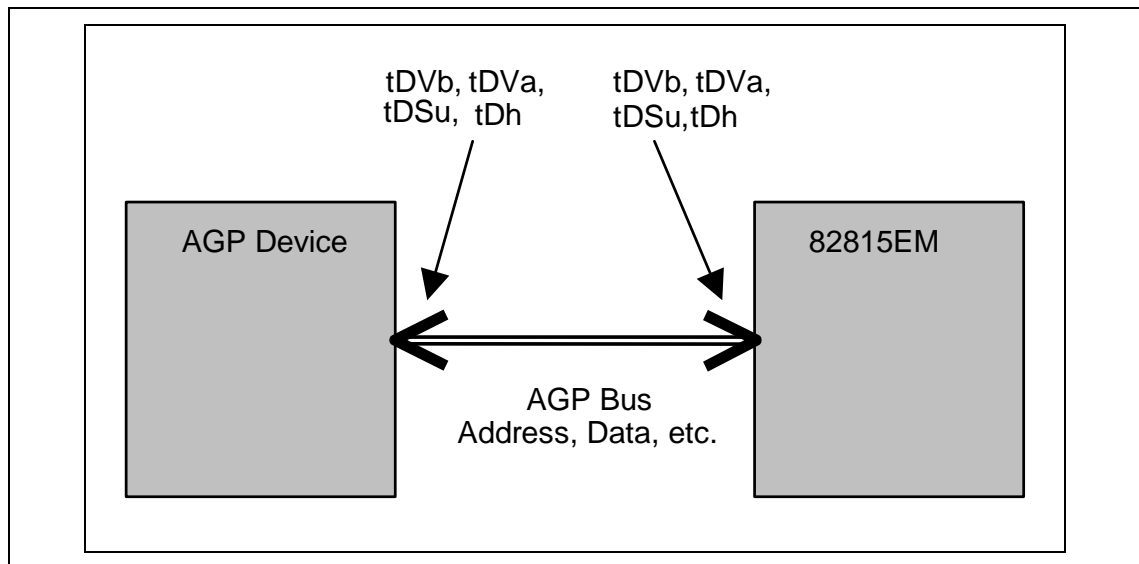 tDVb, tDVa,
tDSu, tDh
tDVb, tDVa,
tDSu,tDh
AGP Device
82815EM
AGP Bus
Address, Data, etc.